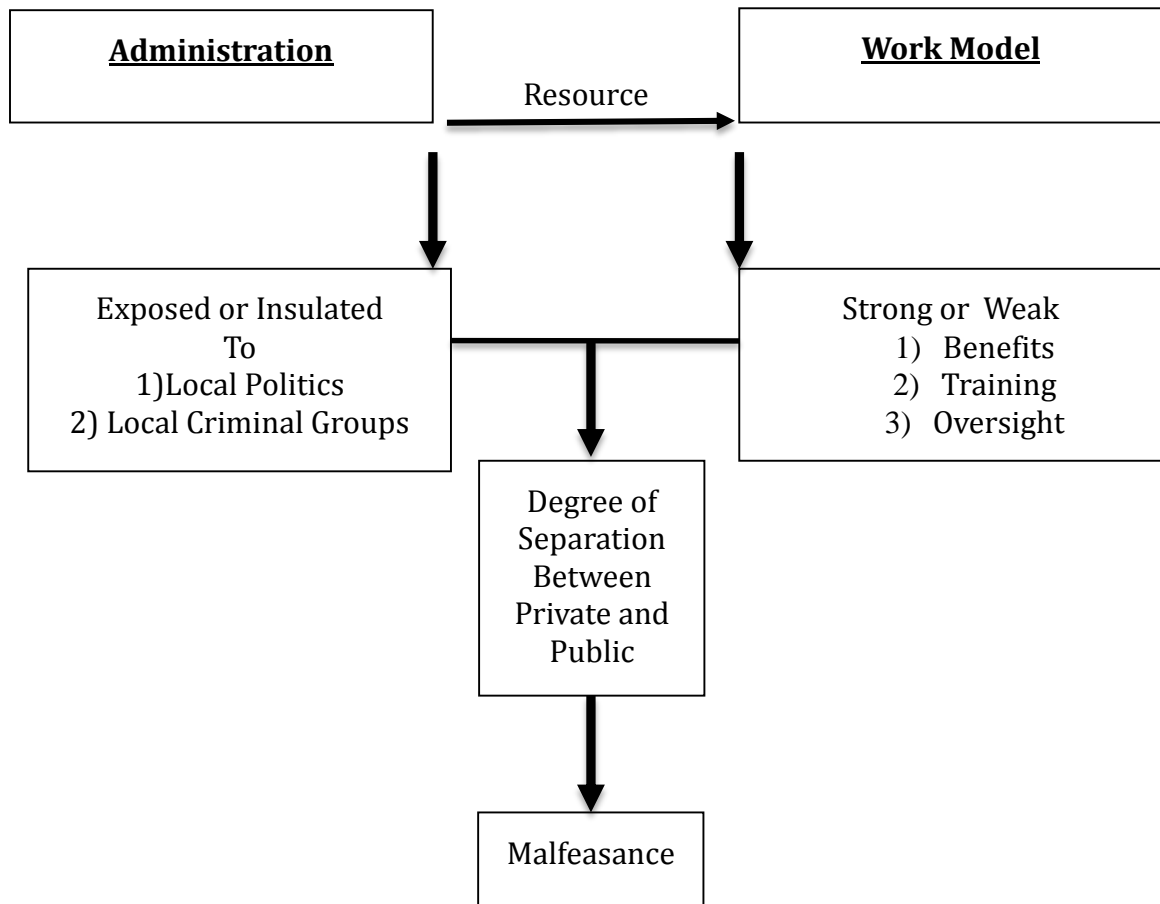 Administration
Work Model
Resource
Exposed or Insulated
To
1)Local Politics
2) Local Criminal Groups
Strong or Weak
1) Benefits
2) Training
3) Oversight
Degree of
Separation
Between
Private and
Public
Malfeasance